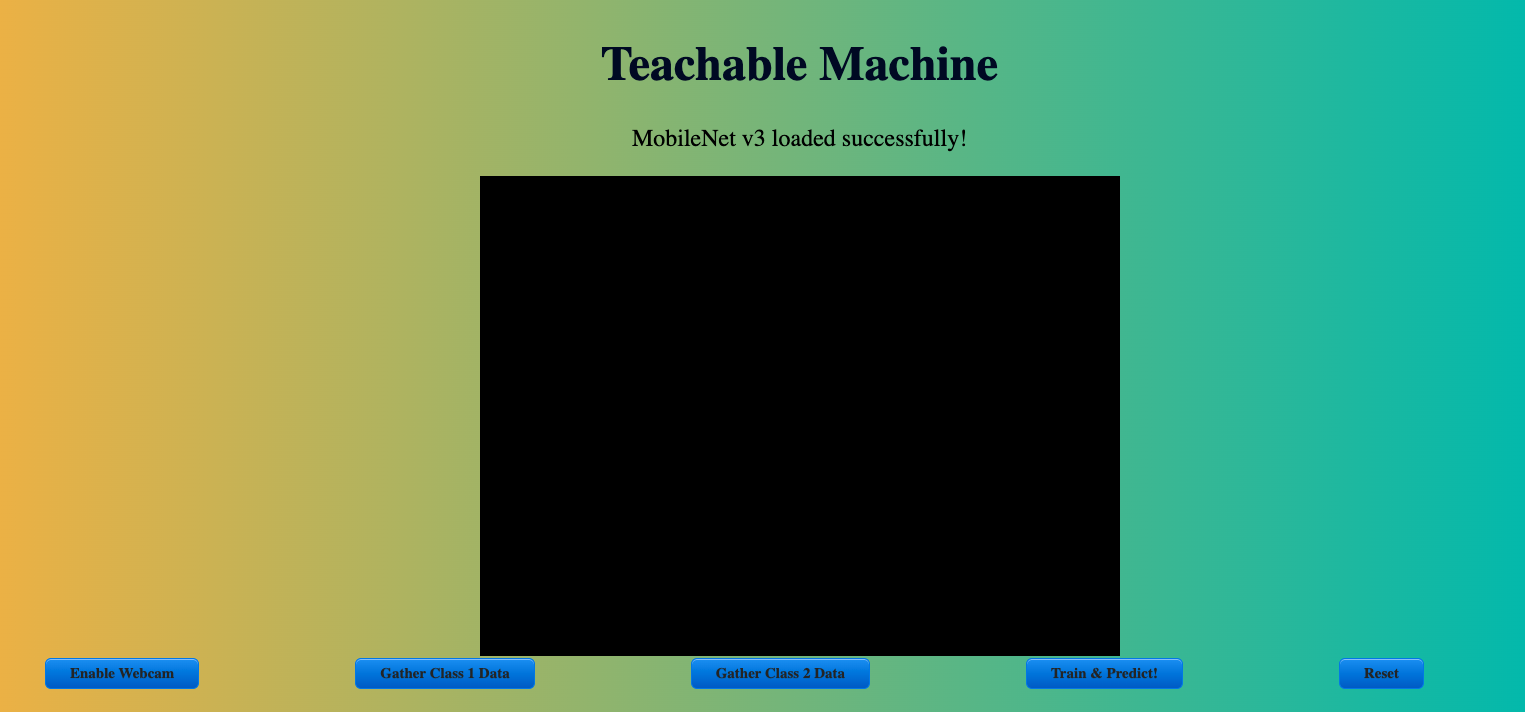 Teachable Machine
MobileNet v3 loaded successfully!
Enable Webcam
Gather Class 1 Data
Gather Class 2 Data
Train & Predict!
Reset